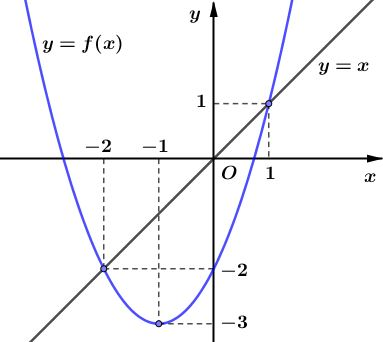 y
y = f(x)
y = x
1
−2
−1
O
1
x
−2
−3